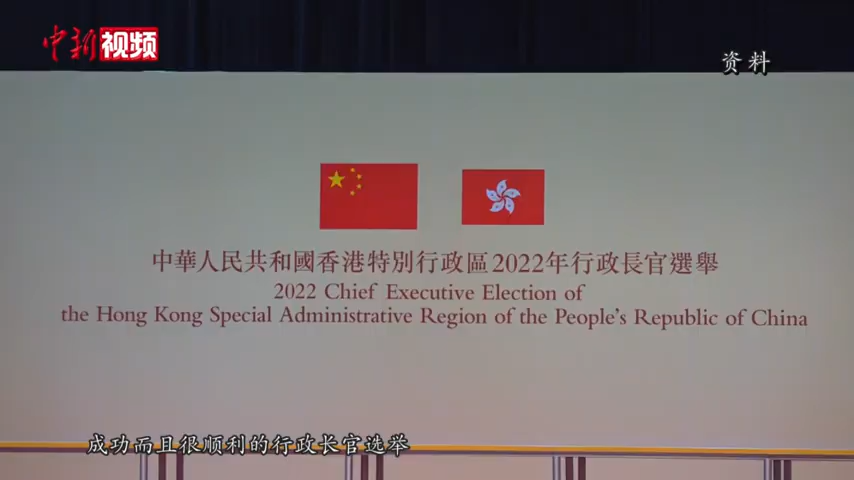 中新视频
资料
中華人民共和國香港特別行政區2022年行政長官選舉
2022 Chief Executive Election of
the Hong Kong Special Administrative Region of the People's Republic of China
成功而且很顺利的行政长官选举